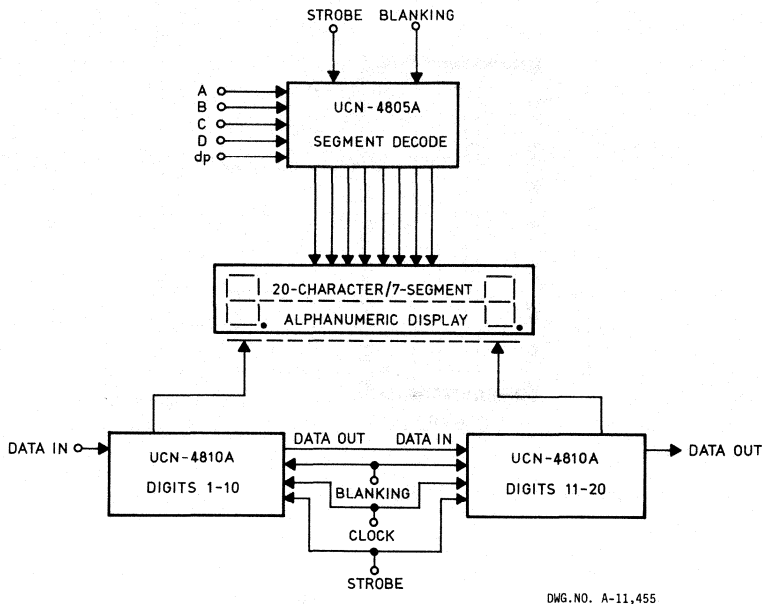 STROBE BLANKING
A
B
C
D
dp
UCN-4805A
SEGMENT DECODE
20-CHARACTER/7-SEGMENT
ALPHANUMERIC DISPLAY
DATA IN
UCN-4810A
DIGITS 1-10
DATA OUT DATA IN
BLANKING
CLOCK
STROBE
UCN-4810A
DIGITS 11-20
DATA OUT
DWG.NO. A-11,455